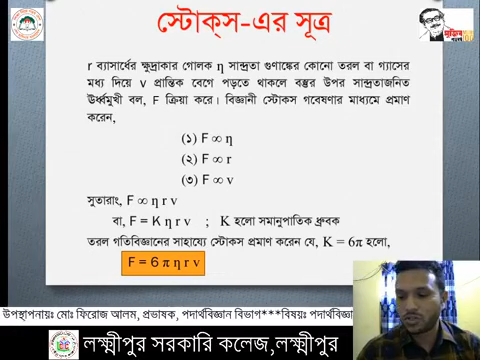 স্টোক্‌স-এর সূত্র
r ব্যাসার্ধের ক্ষুদ্রাকার গোলক η সান্দ্রতা গুণাঙ্কের কোনো তরল বা গ্যাসের
মধ্য দিয়ে v প্রান্তিক বেগে পড়তে থাকলে বস্তুর উপর সান্দ্রতাজনিত
ঊর্ধ্বমুখী বল, F ক্রিয়া করে। বিজ্ঞানী স্টোকস গবেষণার মাধ্যমে প্রমাণ
করেন,
(১) F ∞ η
(২) F ∞ r
(৩) F ∞ v
সুতারাং, F ∞ η r v
বা, F = K η r v ; K হলো সমানুপাতিক ধ্রুবক
তরল গতিবিজ্ঞানের সাহায্যে স্টোকস প্রমাণ করেন যে, K = 6π হলো,
F = 6 π η r v
উপস্থাপনায়: মোঃ ফিরোজ আলম, প্রভাষক, পদার্থবিজ্ঞান বিভাগ***বিষয়: পদার্থবিজ্ঞা
লক্ষ্মীপুর সরকারি কলেজ,লক্ষ্মীপুর